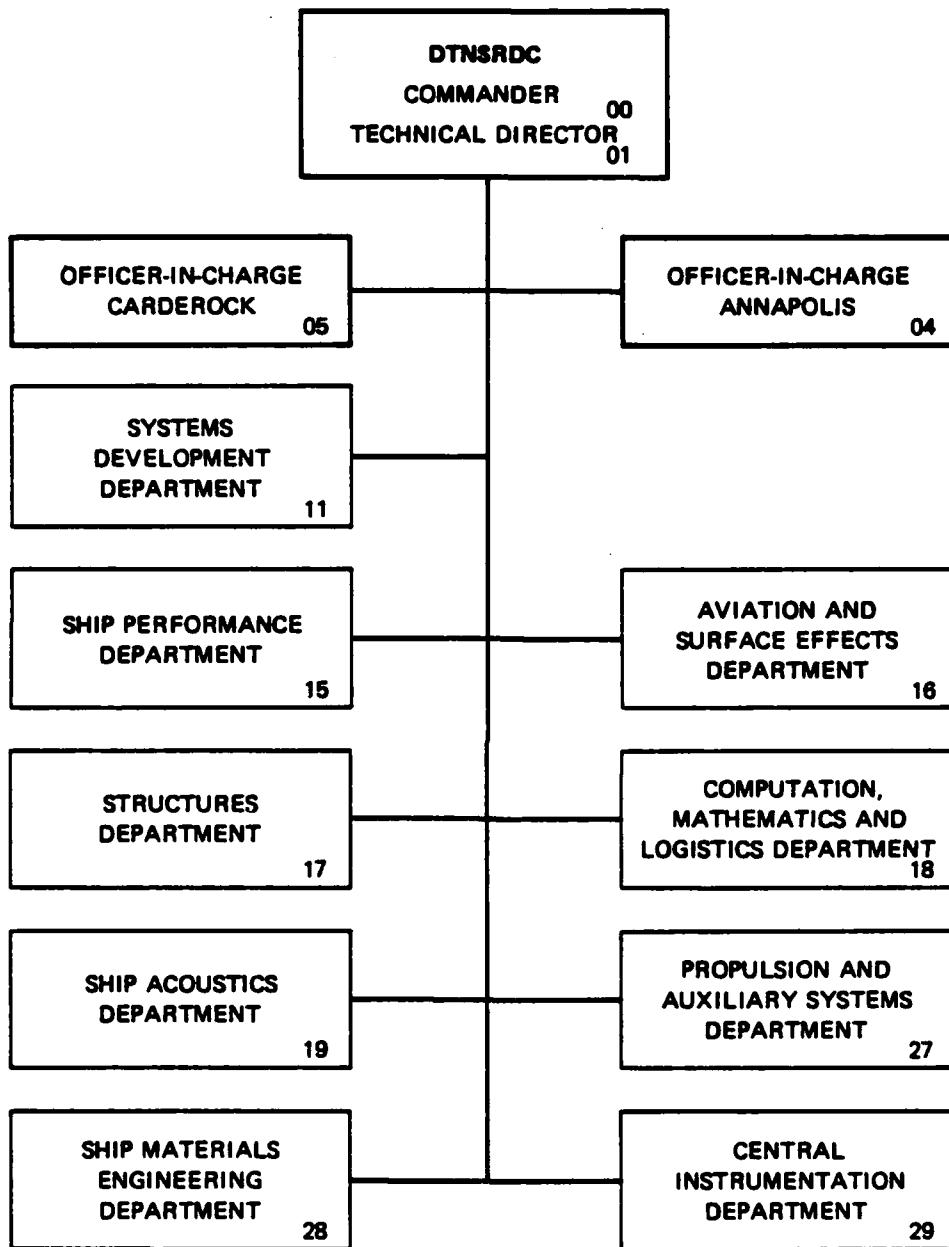 DTNSRDC
COMMANDER
00
TECHNICAL DIRECTOR
01
OFFICER-IN-CHARGE
CARDEROCK
05
OFFICER-IN-CHARGE
ANNAPOLIS
04
SYSTEMS
DEVELOPMENT
DEPARTMENT
11
SHIP PERFORMANCE
DEPARTMENT
15
AVIATION AND
SURFACE EFFECTS
DEPARTMENT
16
STRUCTURES
DEPARTMENT
17
COMPUTATION,
MATHEMATICS AND
LOGISTICS DEPARTMENT
18
SHIP ACOUSTICS
DEPARTMENT
19
PROPULSION AND
AUXILIARY SYSTEMS
DEPARTMENT
27
SHIP MATERIALS
ENGINEERING
DEPARTMENT
28
CENTRAL
INSTRUMENTATION
DEPARTMENT
29